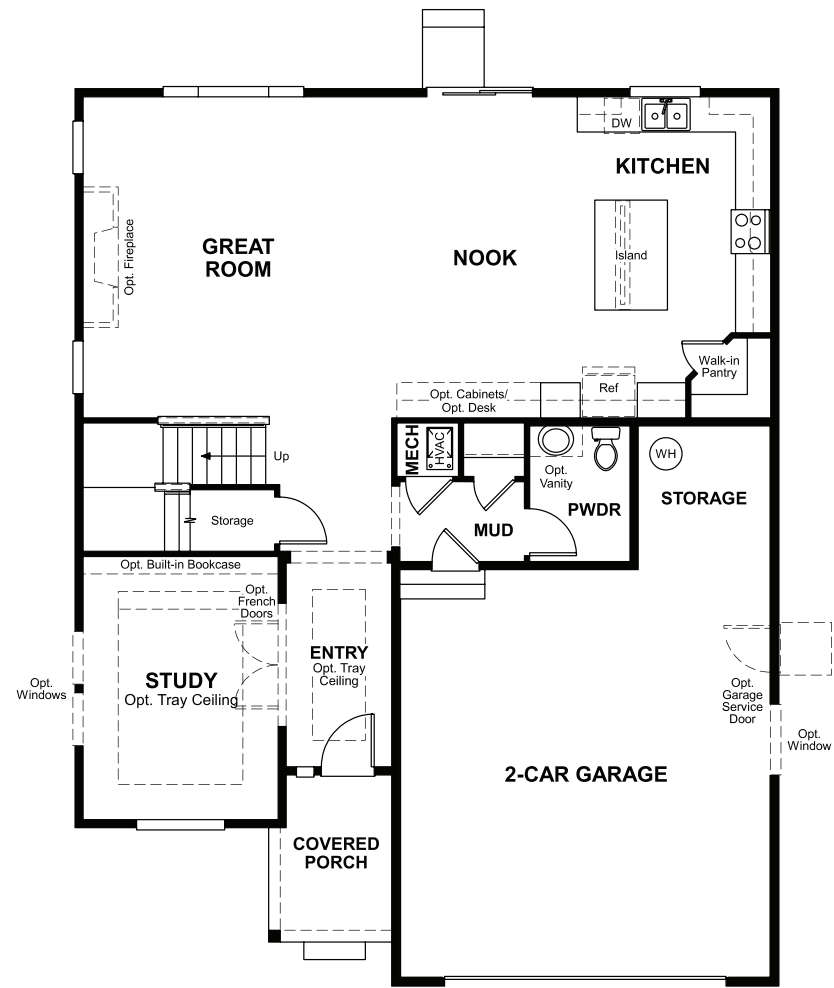 DW
KITCHEN
GREAT
ROOM
NOOK
Opt. Fireplace
Island
Walk-in
Pantry
Ref
Opt. Cabinets/
Opt. Desk
MECH
HVAC
Up
WH
Opt.
Vanity
STORAGE
PWDR
Storage
MUD
Opt. Built-in Bookcase
Opt.
French
Doors
ENTRY
Opt. Tray
Ceiling
STUDY
Opt. Tray Ceiling
Opt.
Windows
Opt.
Garage
Service
Door
Opt.
Window
2-CAR GARAGE
COVERED
PORCH